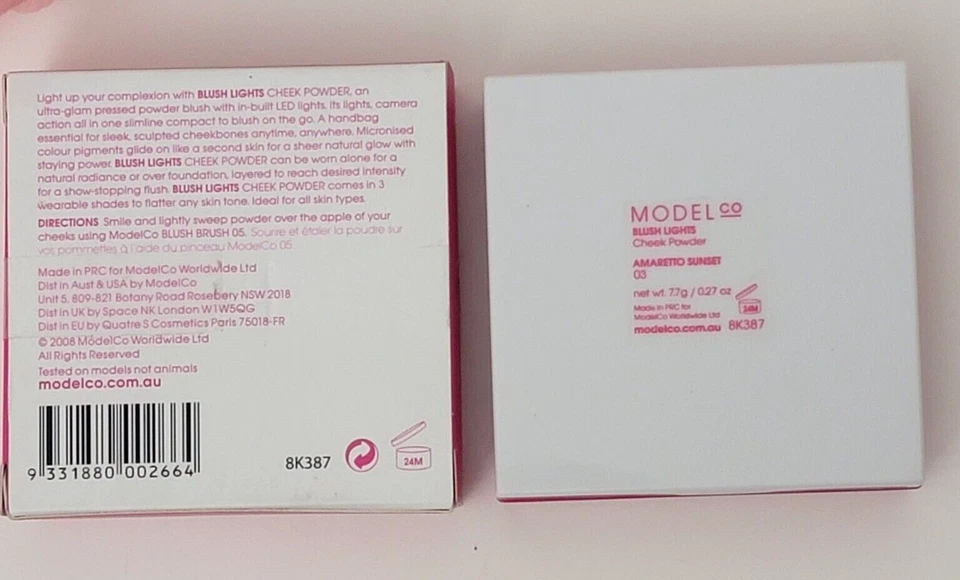 Light up your complexion with BLUSH LIGHTS CHEEK POWDER, an
ultra-glam pressed powder blush with in-built LED lights. Its lights, camera
action all in one slimline compact to blush on the go. A handbag
essential for sleek, sculpted cheekbones anytime, anywhere. Micronised
colour pigments glide on like a second skin for a sheer natural glow with
staying power. BLUSH LIGHTS CHEEK POWDER can be worn alone for a
natural radiance or over foundation, layered to reach desired intensity
for a show-stopping flush. BLUSH LIGHTS CHEEK POWDER comes in 3
wearable shades to flatter any skin tone. Ideal for all skin types.
DIRECTIONS Smile and lightly sweep powder over the apple of your
cheeks using ModelCo BLUSH BRUSH 05. Sourire et étaler la poudre sur
vos pommettes à l'aide du pinceau ModelCo 05.
Made in PRC for ModelCo Worldwide Ltd
Dist in Aust & USA by ModelCo
Unit 5, 809-821 Botany Road Rosebery NSW 2018
Dist in UK by Space NK London W1W5QG
Dist in EU by Quatre S Cosmetics Paris 75018-FR
© 2008 ModelCo Worldwide Ltd
All Rights Reserved
Tested on models not animals
modelco.com.au
9 331880 002664
8K387
24M
MODEL CO
BLUSH LIGHTS
Cheek Powder
AMARETTO SUNSET
03
net wt. 7.7g / 0.27 oz
24M
Made in PRC for
ModelCo Worldwide Ltd
modelco.com.au 8K387